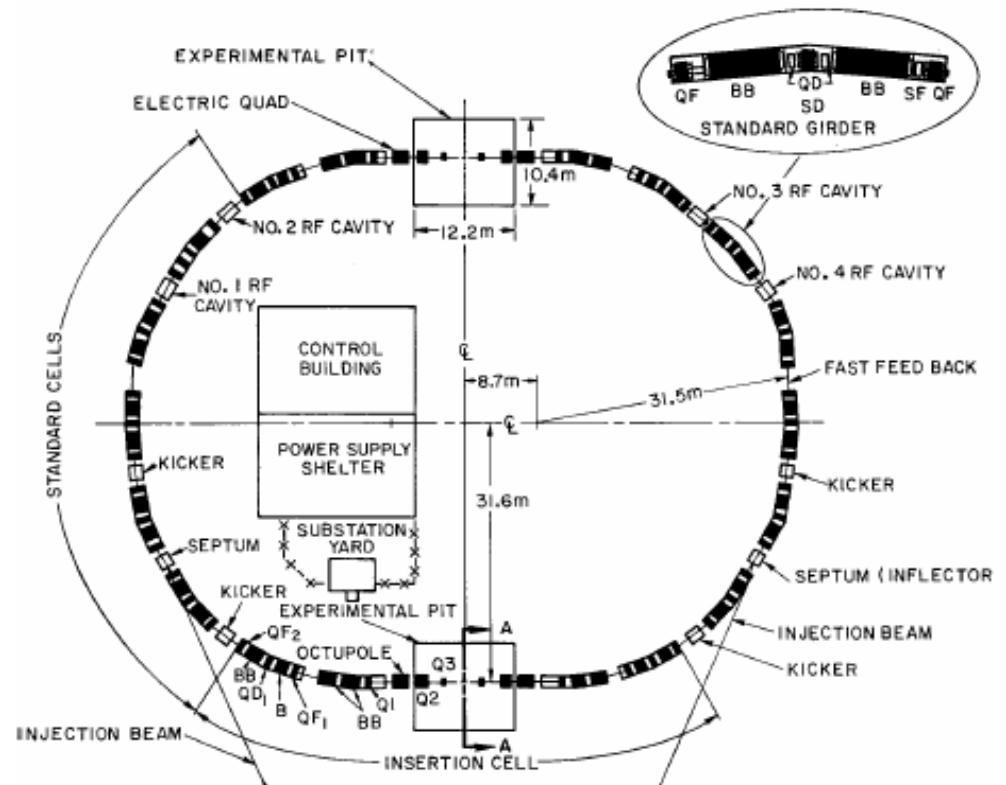 EXPERIMENTAL PIT
ELECTRIC QUAD
QF
BB
QD
SD
BB
SF
QF
STANDARD GIRDER
10.4m
12.2m
NO. 3 RF CAVITY
NO. 2 RF CAVITY
NO. 1 RF
CAVITY
NO. 4 RF CAVITY
STANDARD CELLS
CONTROL
BUILDING
℄
8.7m
FAST FEED BACK
31.5m
℄
POWER SUPPLY
SHELTER
KICKER
KICKER
31.6m
SUBSTATION
YARD
SEPTUM
SEPTUM (INFLECTOR
KICKER
EXPERIMENTAL PIT
A
INJECTION BEAM
QF2
OCTUPOLE
Q3
KICKER
BB
QD1
B
QF1
BB
Q1
Q2
INJECTION BEAM
A
INSERTION CELL